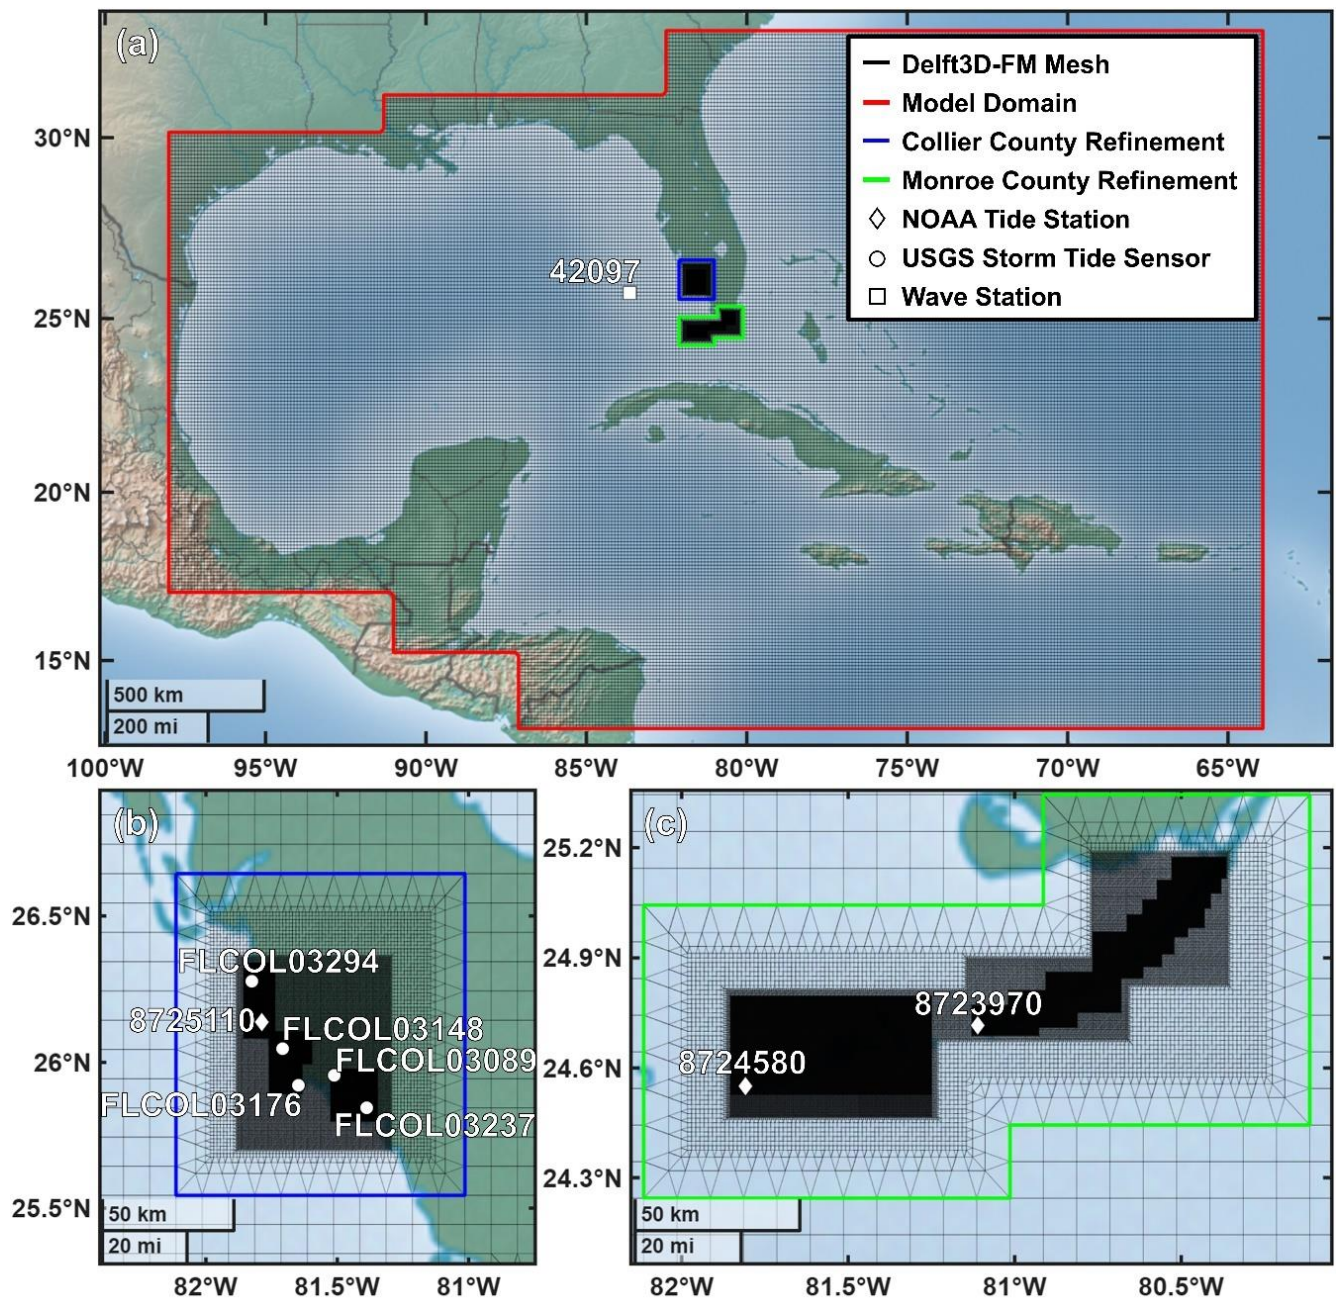 (a)
Delft3D-FM Mesh
Model Domain
Collier County Refinement
Monroe County Refinement
NOAA Tide Station
USGS Storm Tide Sensor
Wave Station
42097
30°N
25°N
20°N
15°N
500 km
200 mi
100°W 95°W 90°W 85°W 80°W 75°W 70°W 65°W
(b)
26.5°N
26°N
25.5°N
FLCOL03294
8725110
FLCOL03148
FLCOL03089
FLCOL03176
FLCOL03237
50 km
20 mi
82°W 81.5°W 81°W
(c)
25.2°N
24.9°N
24.6°N
24.3°N
8723970
8724580
50 km
20 mi
82°W 81.5°W 81°W 80.5°W